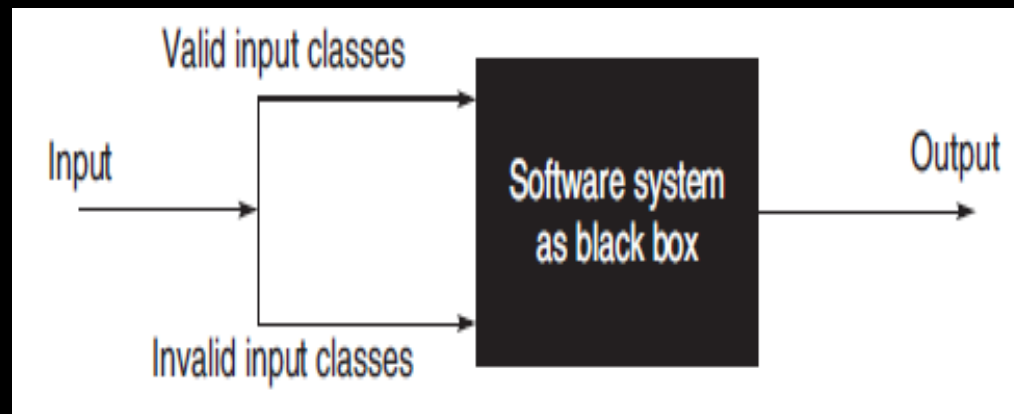 Valid input classes
Input
Software system
as black box
Output
Invalid input classes